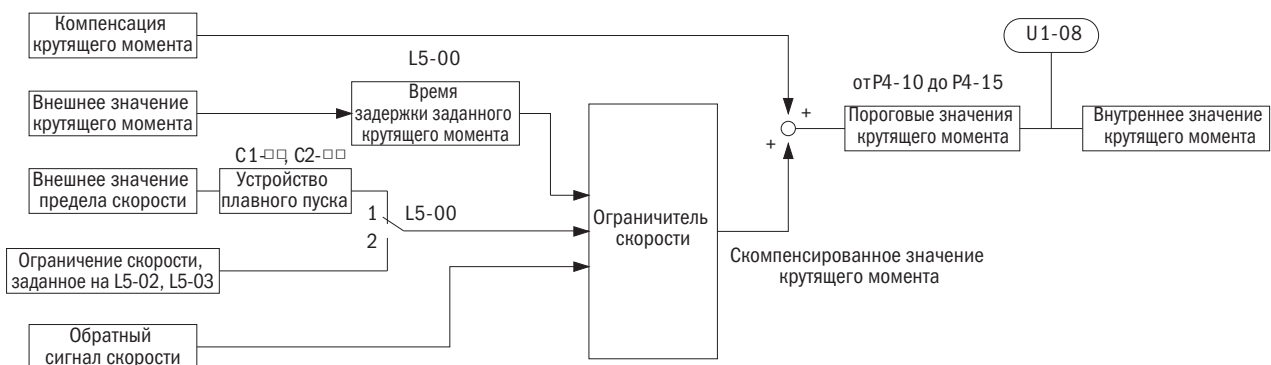 Компенсация
крутящего момента
U1-08
L5-00
от P4-10 до P4-15
Внешнее значение
крутящего момента
Время
задержки заданного
крутящего момента
+
+
Пороговые значения
крутящего момента
Внутреннее значение
крутящего момента
C1-□□, C2-□□
Внешнее значение
предела скорости
Устройство
плавного пуска
1
L5-00
2
Ограничитель
скорости
Ограничение скорости,
заданное на L5-02, L5-03
Скомпенсированное значение
крутящего момента
Обратный
сигнал скорости